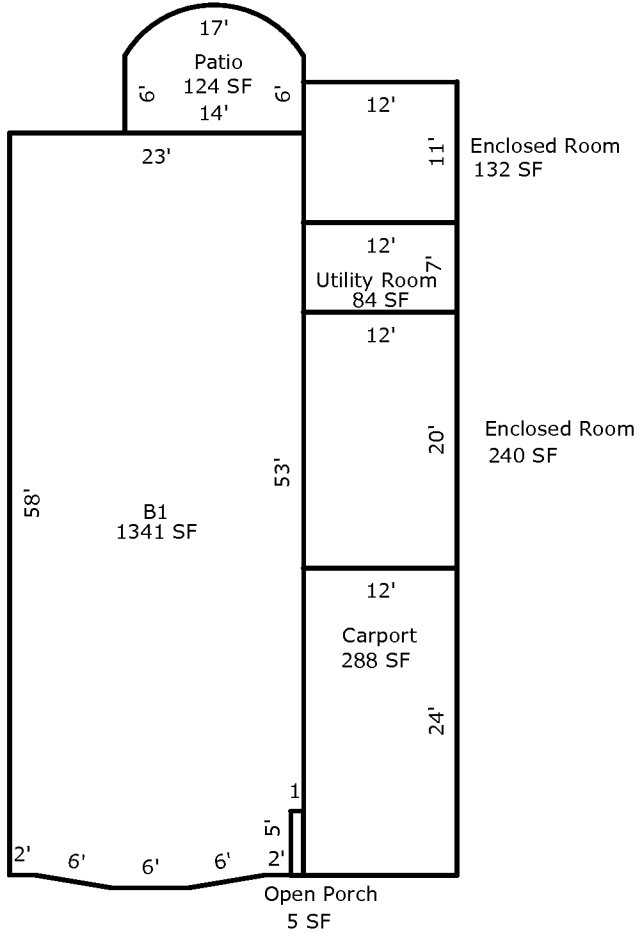 17'
Patio
124 SF
6'
6'
14'
23'
12'
11'
Enclosed Room
132 SF
12'
7'
Utility Room
84 SF
12'
20'
Enclosed Room
240 SF
58'
53'
B1
1341 SF
12'
Carport
288 SF
24'
1
5'
2'
6'
6'
6'
2'
Open Porch
5 SF